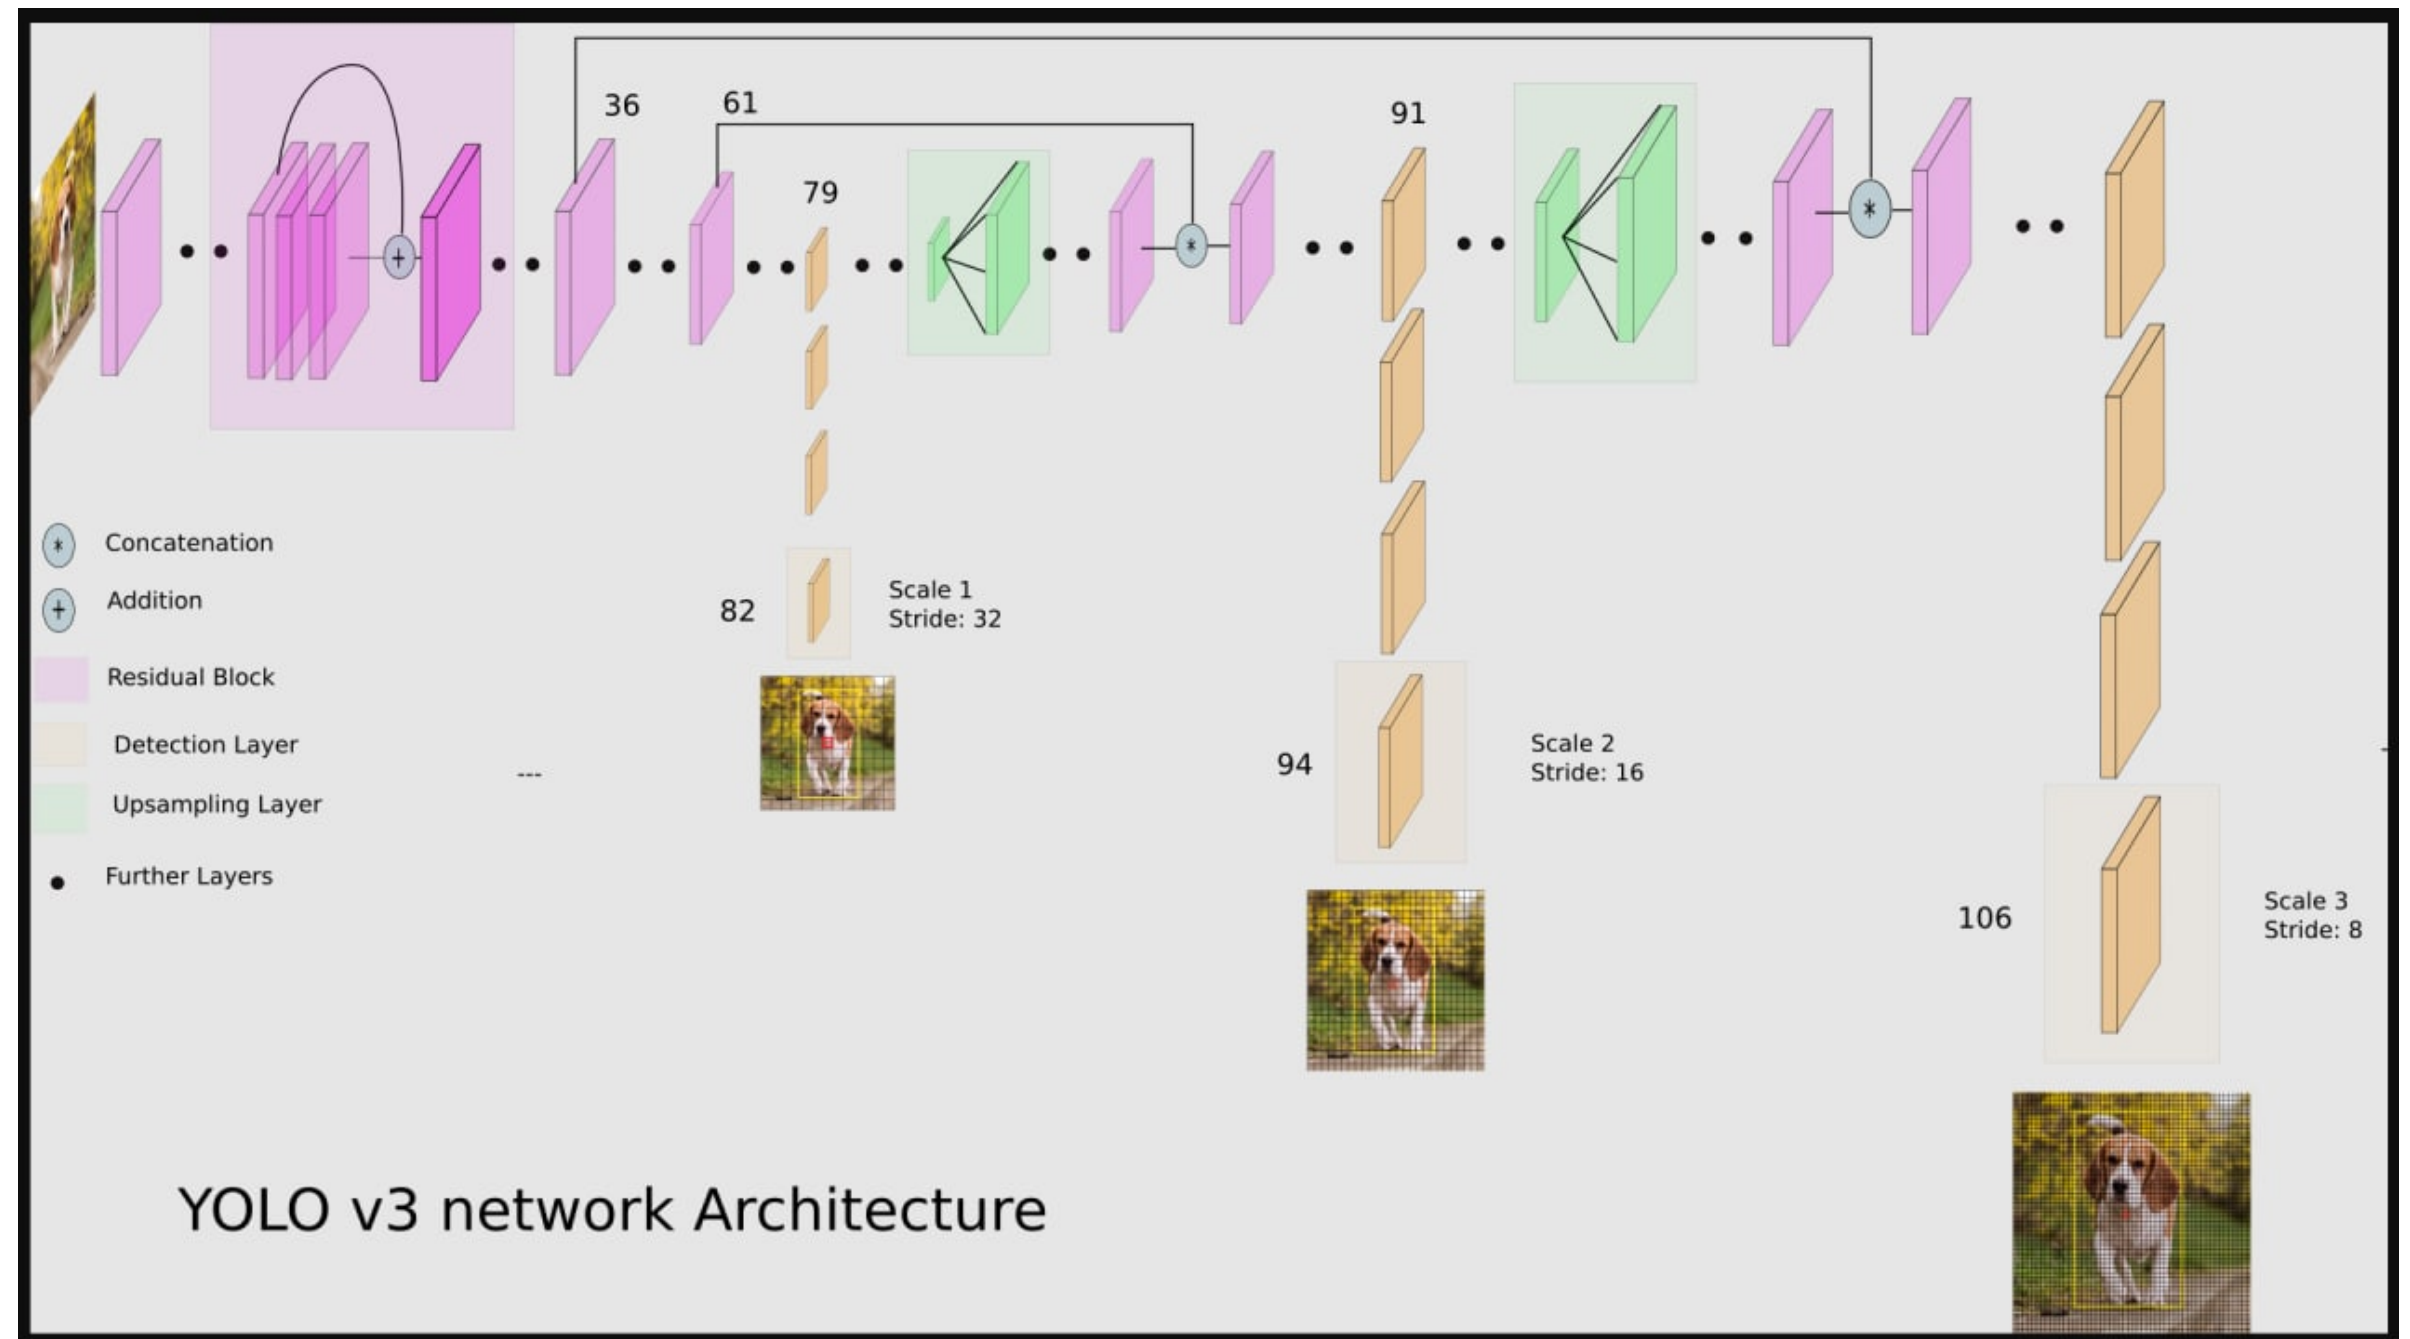 36
61
91
79
+
*
*
* Concatenation
+ Addition
Residual Block
Detection Layer
Upsampling Layer
Further Layers
---
82
Scale 1
Stride: 32
94
Scale 2
Stride: 16
106
Scale 3
Stride: 8
YOLO v3 network Architecture